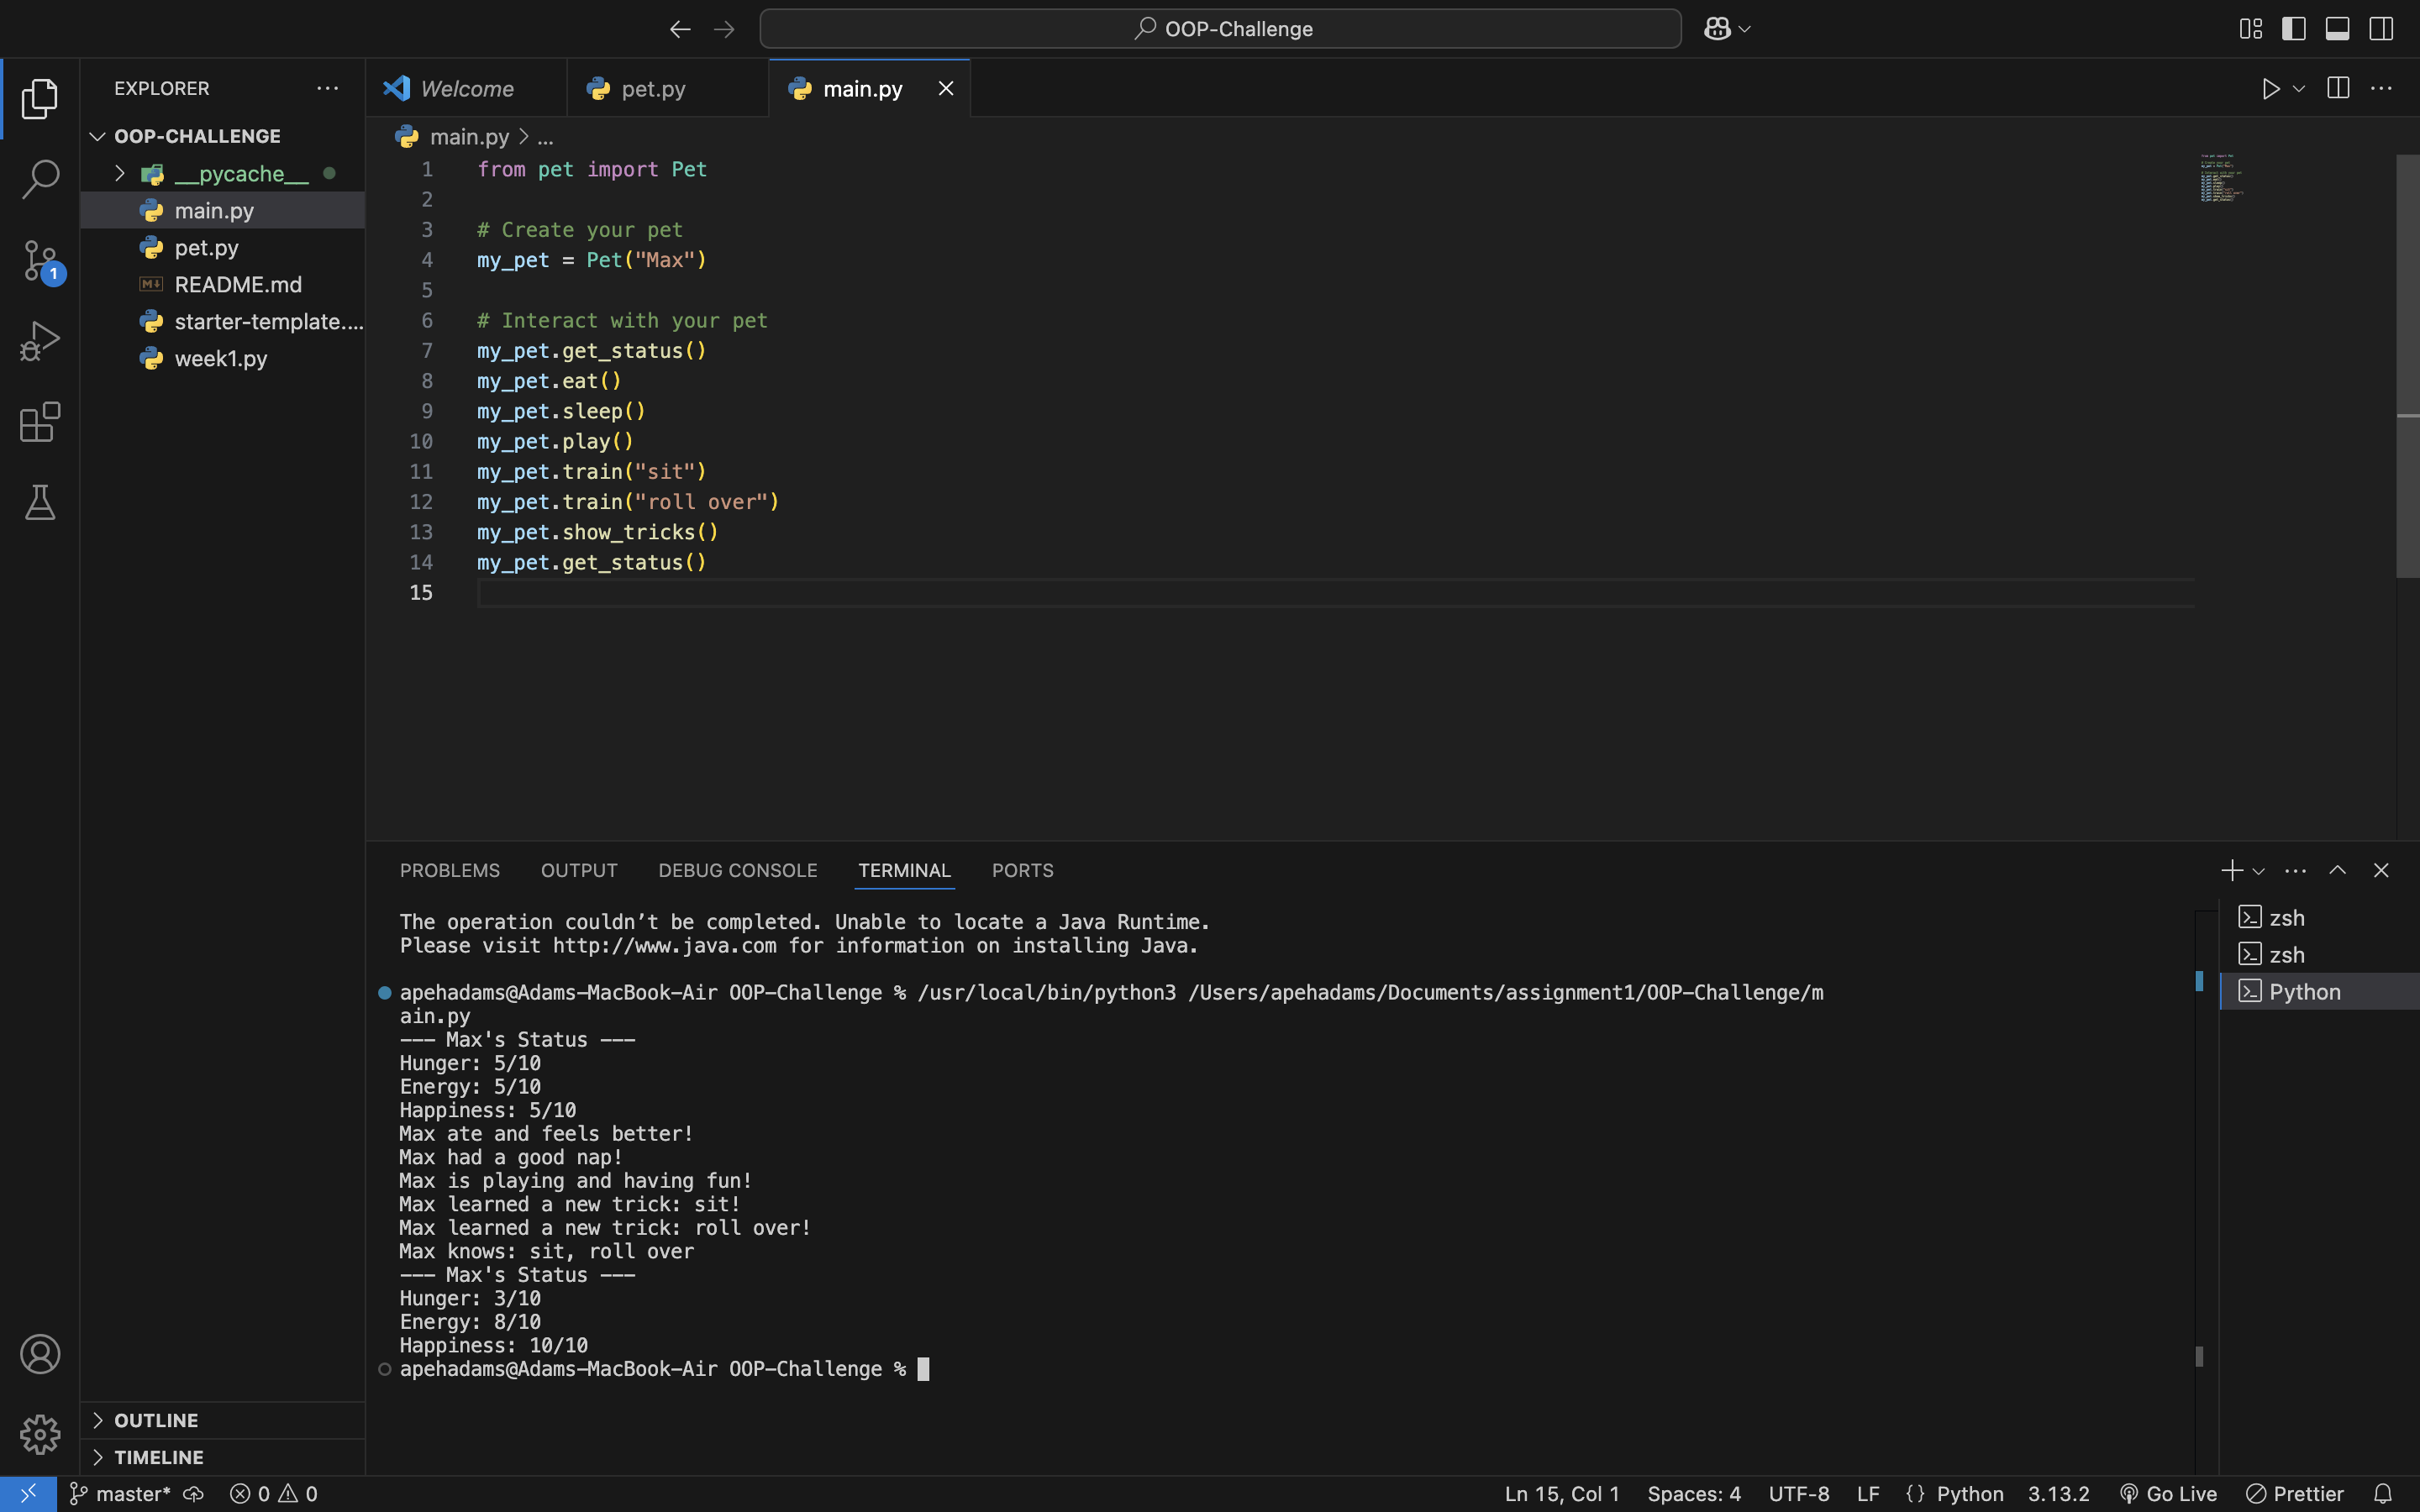 OOP-Challenge
EXPLORER
OOP-CHALLENGE
__pycache__
main.py
pet.py
README.md
starter-template....
week1.py
1
OUTLINE
TIMELINE
Welcome
pet.py
main.py
main.py > ...
1 from pet import Pet
2
3 # Create your pet
4 my_pet = Pet("Max")
5
6 # Interact with your pet
7 my_pet.get_status()
8 my_pet.eat()
9 my_pet.sleep()
10 my_pet.play()
11 my_pet.train("sit")
12 my_pet.train("roll over")
13 my_pet.show_tricks()
14 my_pet.get_status()
15
PROBLEMS OUTPUT DEBUG CONSOLE TERMINAL PORTS
The operation couldn’t be completed. Unable to locate a Java Runtime.
Please visit http://www.java.com for information on installing Java.
apehadams@Adams-MacBook-Air OOP-Challenge % /usr/local/bin/python3 /Users/apehadams/Documents/assignment1/OOP-Challenge/m
ain.py
--- Max's Status ---
Hunger: 5/10
Energy: 5/10
Happiness: 5/10
Max ate and feels better!
Max had a good nap!
Max is playing and having fun!
Max learned a new trick: sit!
Max learned a new trick: roll over!
Max knows: sit, roll over
--- Max's Status ---
Hunger: 3/10
Energy: 8/10
Happiness: 10/10
apehadams@Adams-MacBook-Air OOP-Challenge %
zsh
zsh
Python
master* 0 0 Ln 15, Col 1 Spaces: 4 UTF-8 LF {} Python 3.13.2 Go Live Prettier